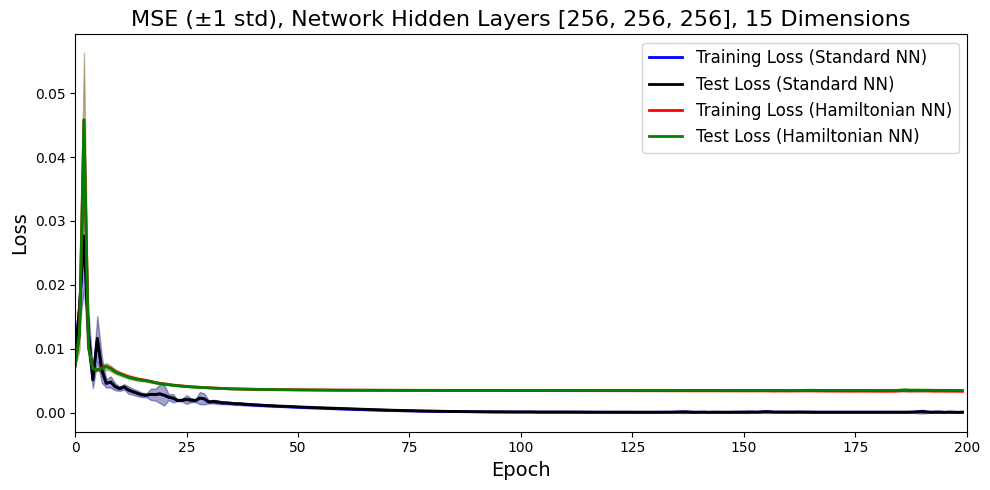 MSE (±1 std), Network Hidden Layers [256, 256, 256], 15 Dimensions
Training Loss (Standard NN)
Test Loss (Standard NN)
Training Loss (Hamiltonian NN)
Test Loss (Hamiltonian NN)
Loss
0.05
0.04
0.03
0.02
0.01
0.00
0 25 50 75 100 125 150 175 200
Epoch